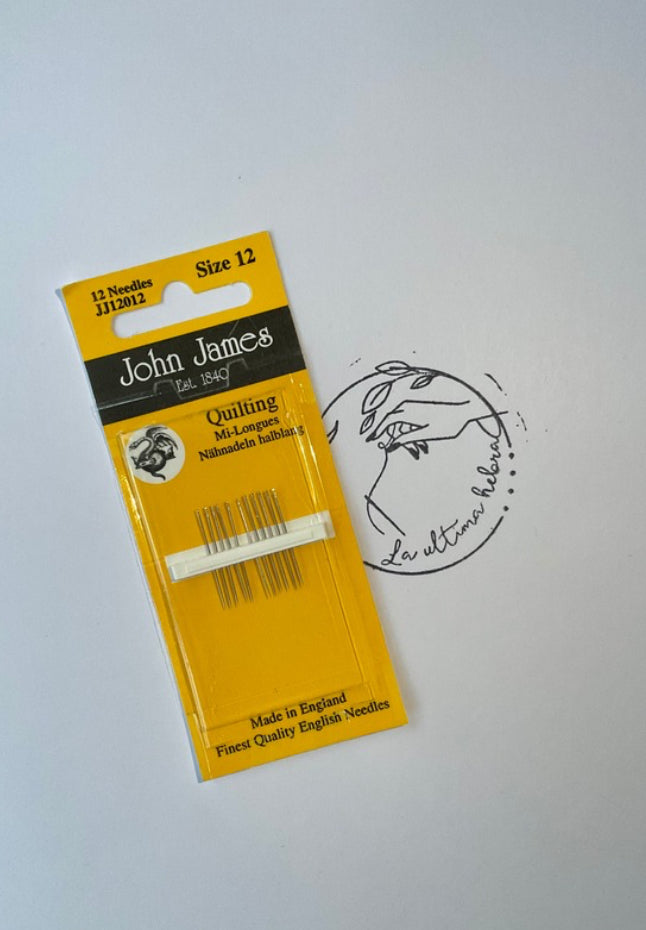 12 Needles
JJ12012
Size 12
John James
Est. 1840
Quilting
Mi-Longues
Nähnadeln halblang
Made in England
Finest Quality English Needles
La ultima hebra